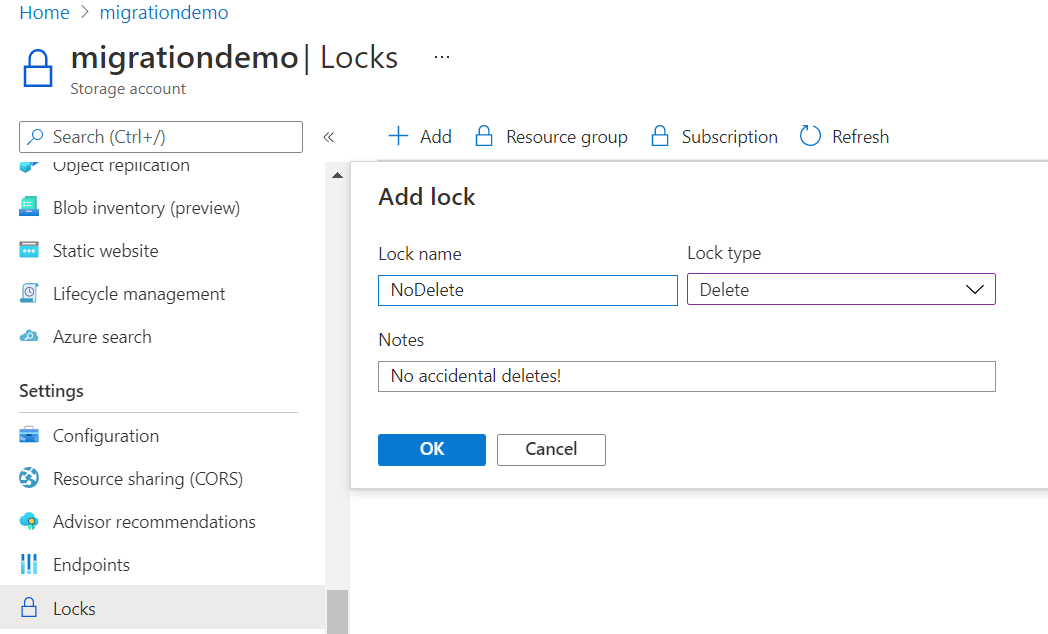 Home > migrationdemo
migrationdemo | Locks ...
Storage account
Search (Ctrl+/)
«
Object replication
Blob inventory (preview)
Static website
Lifecycle management
Azure search
Settings
Configuration
Resource sharing (CORS)
Advisor recommendations
Endpoints
Locks
Add Resource group Subscription Refresh
Add lock
Lock name Lock type
NoDelete Delete
Notes
No accidental deletes!
OK Cancel